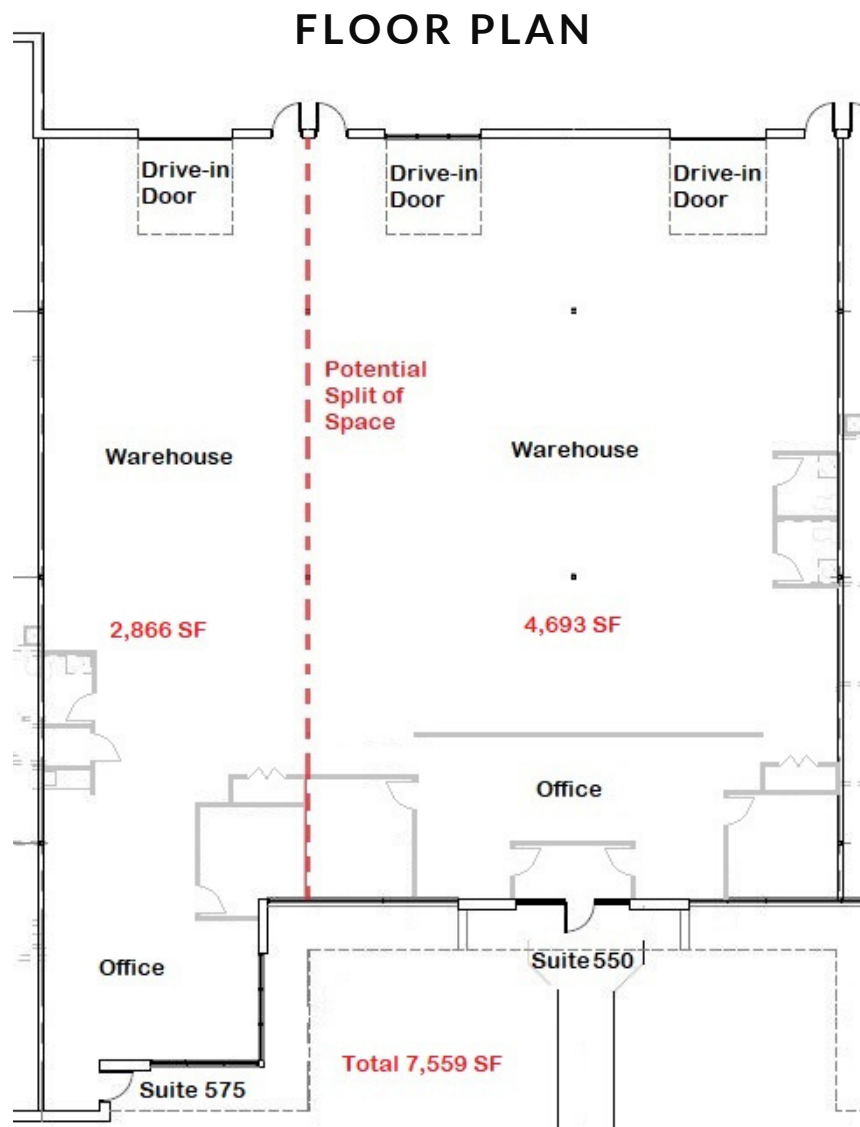 FLOOR PLAN
Drive-in
Door
Drive-in
Door
Drive-in
Door
Potential
Split of
Space
Warehouse
Warehouse
2,866 SF
4,693 SF
Office
Office
Suite 550
Total 7,559 SF
Suite 575